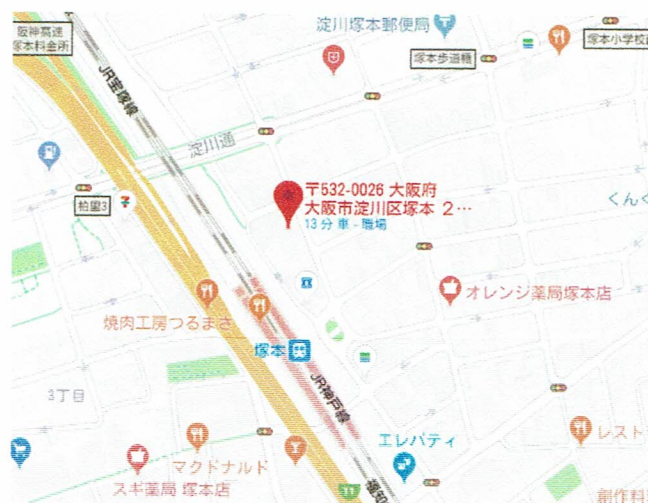 阪神高速
塚本料金所
淀川塚本郵便局
塚本歩道橋
塚本小学校
JR宝塚線
淀川通
柏里3
〒532-0026 大阪府
大阪市淀川区塚本 2…
13 分 車 - 職場
くんぐ
オレンジ薬局塚本店
焼肉工房つるまさ
塚本
JR神戸線
3丁目
マクドナルド
スギ薬局 塚本店
エレパティ
レスト
創作料